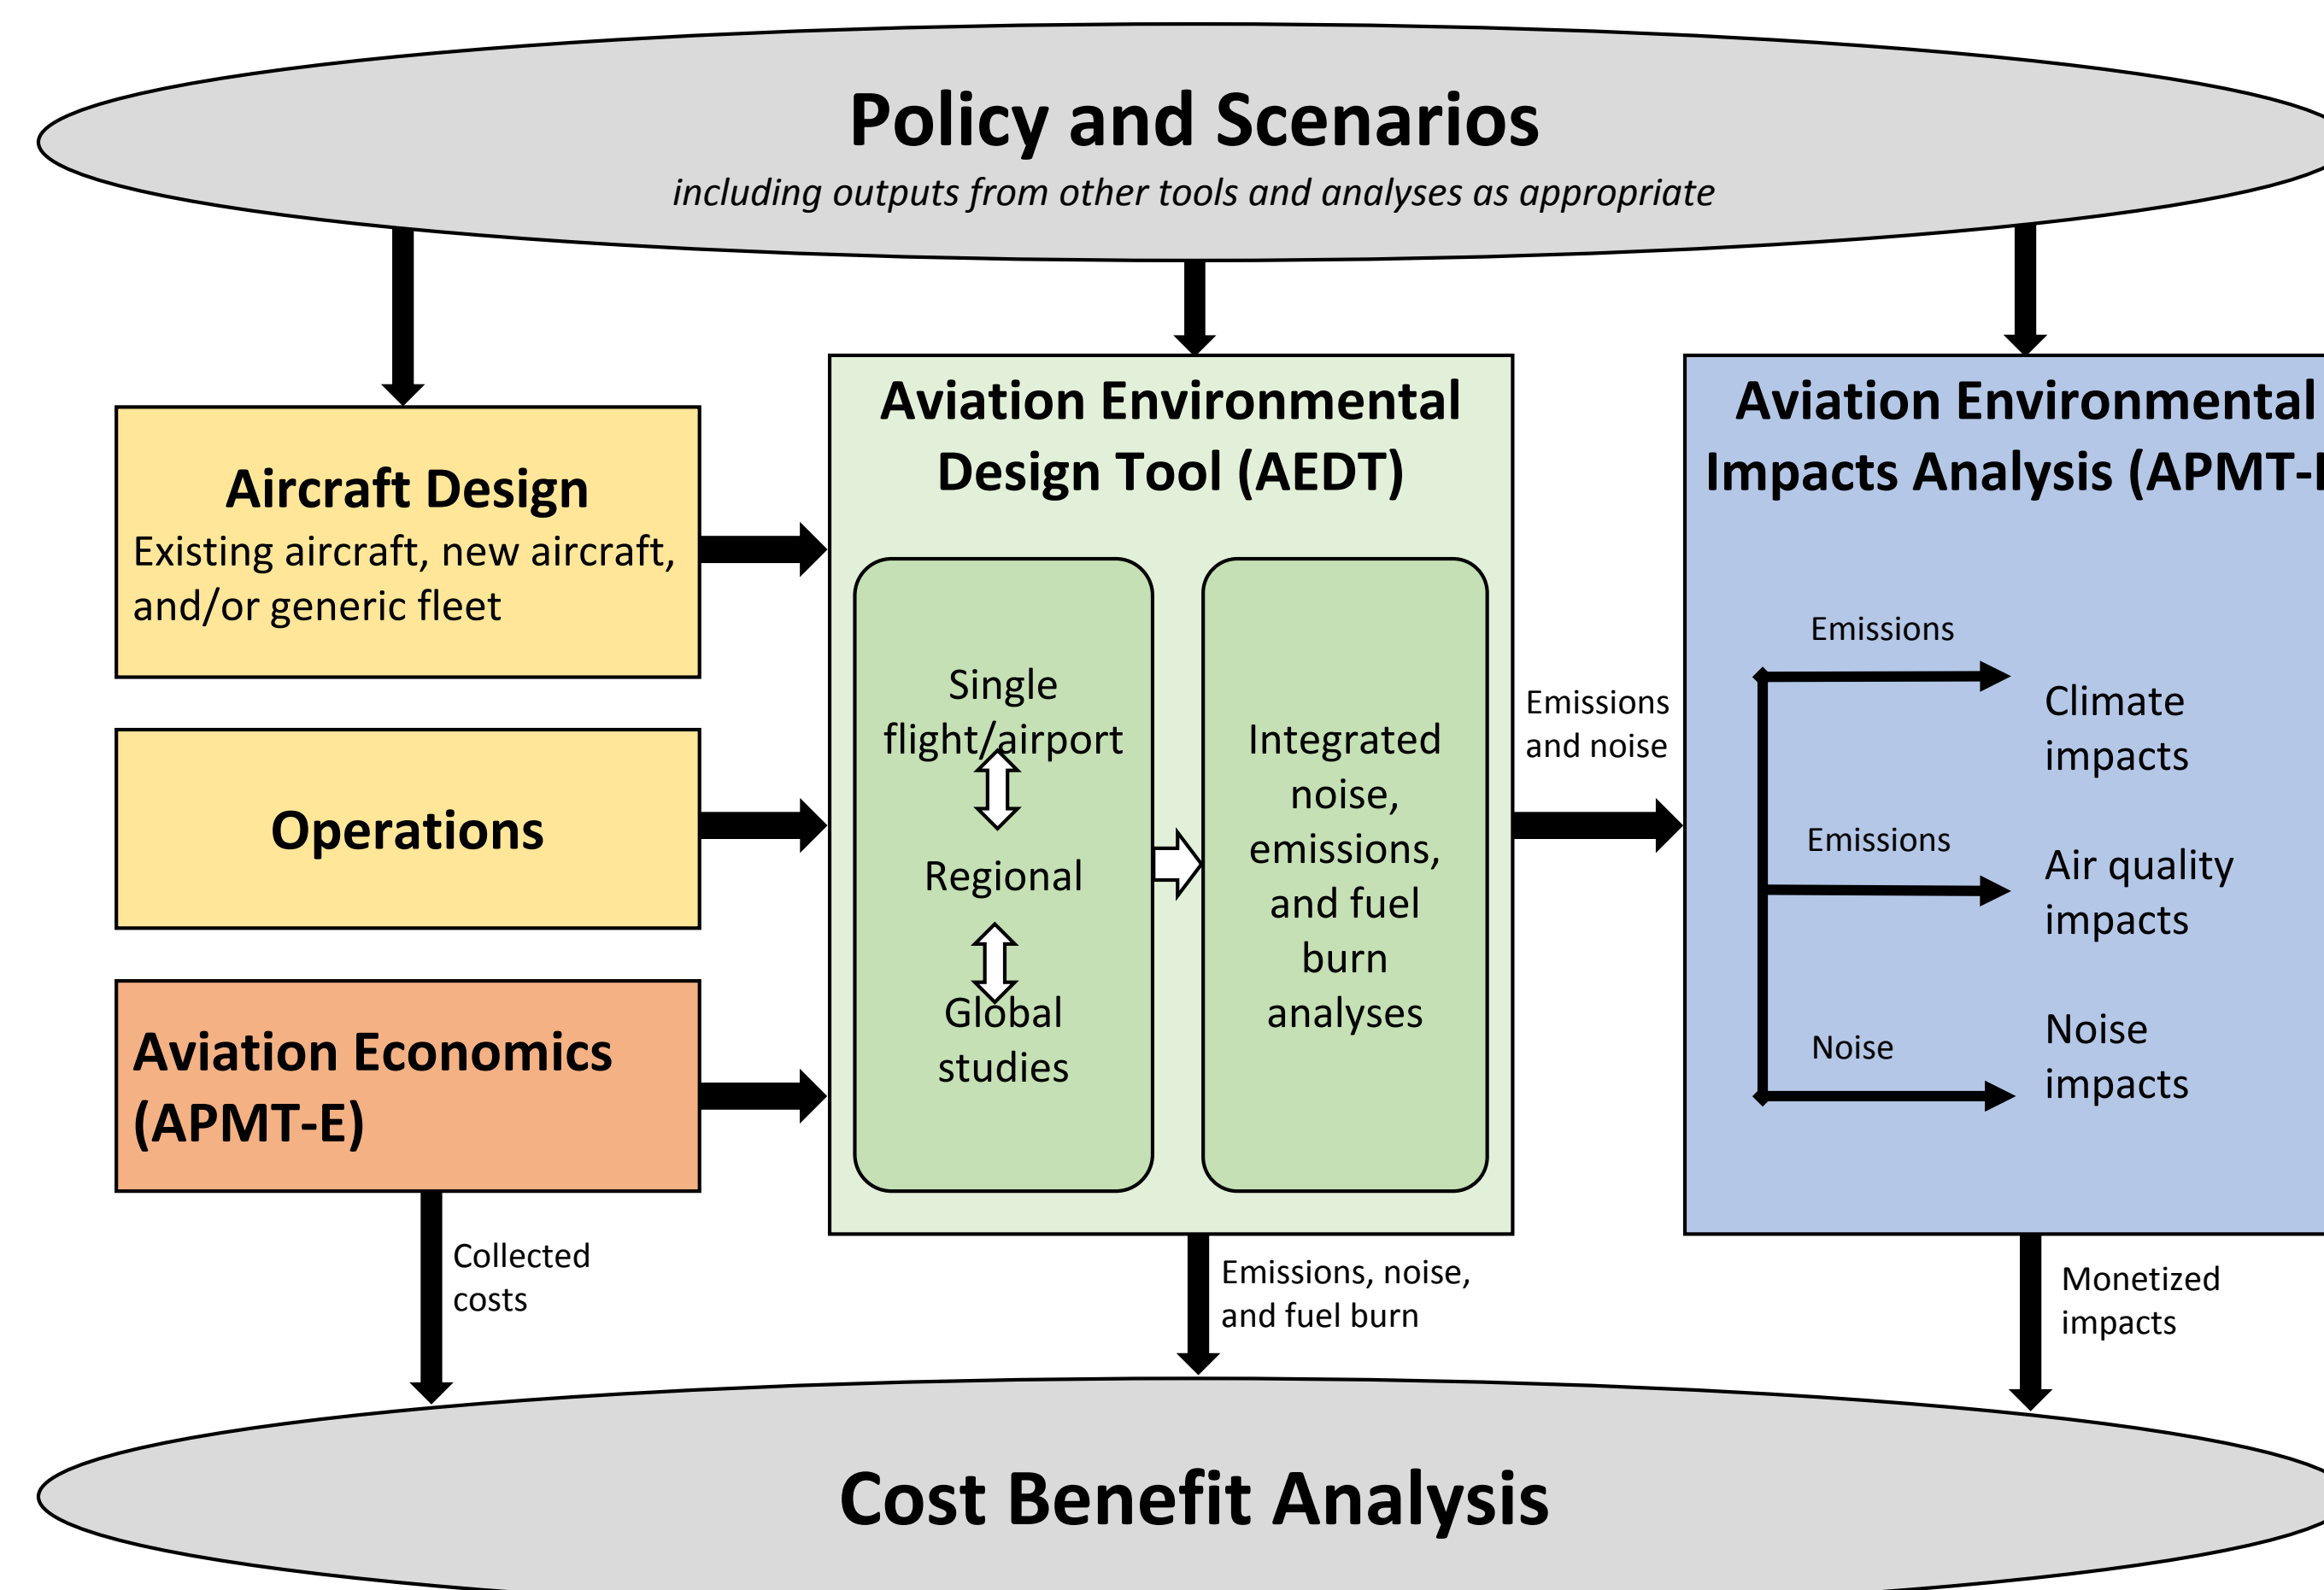 Policy and Scenarios
including outputs from other tools and analyses as appropriate
Aircraft Design
Existing aircraft, new aircraft,
and/or generic fleet
Operations
Aviation Economics
(APMT-E)
Collected
costs
Aviation Environmental
Design Tool (AEDT)
Single
flight/airport
Regional
Global
studies
Integrated
noise,
emissions,
and fuel
burn
analyses
Emissions
and noise
Emissions, noise,
and fuel burn
Aviation Environmental
Impacts Analysis
Emissions
Climate
impacts
Emissions
Air quality
impacts
Noise
Noise
impacts
Monetized
impacts
Cost Benefit Analysis